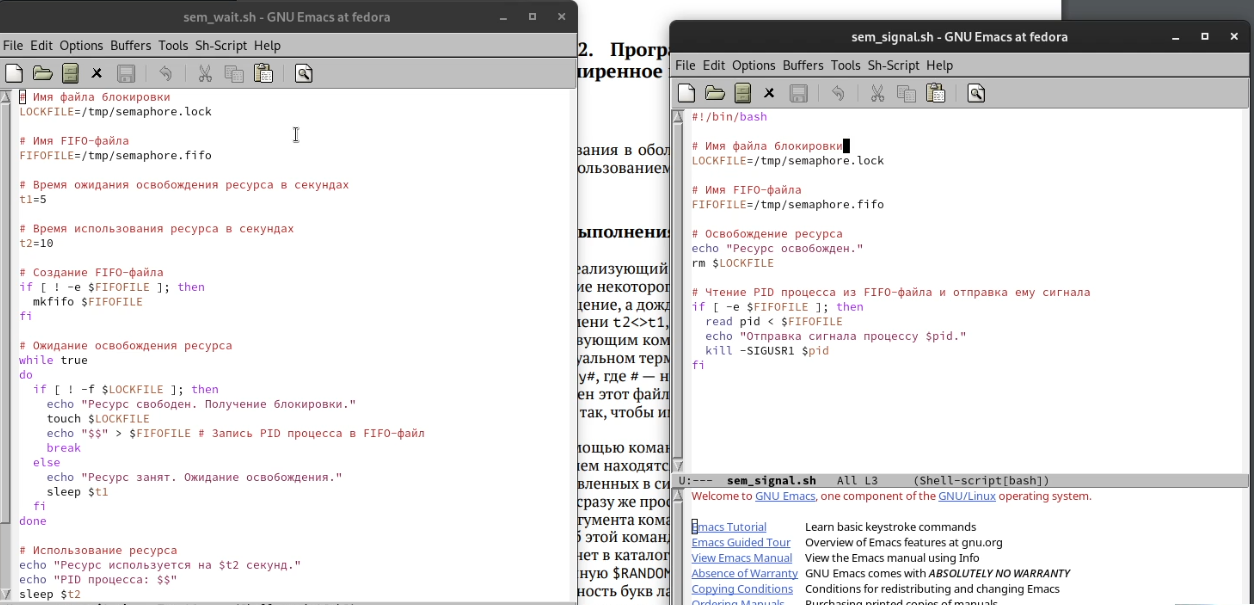 sem_wait.sh - GNU Emacs at fedora
File Edit Options Buffers Tools Sh-Script Help
# Имя файла блокировки
LOCKFILE=/tmp/semaphore.lock
# Имя FIFO-файла
FIFOFILE=/tmp/semaphore.fifo
# Время ожидания освобождения ресурса в секундах
t1=5
# Время использования ресурса в секундах
t2=10
# Создание FIFO-файла
if [ ! -e $FIFOFILE ]; then
mkfifo $FIFOFILE
fi
# Ожидание освобождения ресурса
while true
do
if [ ! -f $LOCKFILE ]; then
echo "Ресурс свободен. Получение блокировки."
touch $LOCKFILE
echo "$$" > $FIFOFILE # Запись PID процесса в FIFO-файл
break
else
echo "Ресурс занят. Ожидание освобождения."
sleep $t1
fi
done
# Использование ресурса
echo "Ресурс используется на $t2 секунд."
echo "PID процесса: $$"
sleep $t2
2. Програ
ширенное
вания в обол
ользованием
ыполнения
еализующий
ие некоторог
дение, а дожд
мени t2<>t1,
вующим ком
уальном терм
y#, где # — н
ен этот файл
так, чтобы и
мощью кома
ем находятс
вленных в си
сразу же прос
гумента кома
б этой коман
нет в каталог
ную $RANDOM
ность букв ла
sem_signal.sh - GNU Emacs at fedora
File Edit Options Buffers Tools Sh-Script Help
#!/bin/bash
# Имя файла блокировки
LOCKFILE=/tmp/semaphore.lock
# Имя FIFO-файла
FIFOFILE=/tmp/semaphore.fifo
# Освобождение ресурса
echo "Ресурс освобожден."
rm $LOCKFILE
# Чтение PID процесса из FIFO-файла и отправка ему сигнала
if [ -e $FIFOFILE ]; then
read pid < $FIFOFILE
echo "Отправка сигнала процессу $pid."
kill -SIGUSR1 $pid
fi
U:--- sem_signal.sh All L3 (Shell-script[bash])
Welcome to GNU Emacs, one component of the GNU/Linux operating system.
Emacs Tutorial Learn basic keystroke commands
Emacs Guided Tour Overview of Emacs features at gnu.org
View Emacs Manual View the Emacs manual using Info
Absence of Warranty GNU Emacs comes with ABSOLUTELY NO WARRANTY
Copying Conditions Conditions for redistributing and changing Emacs
Ordering Manuals Purchasing printed copies of manuals